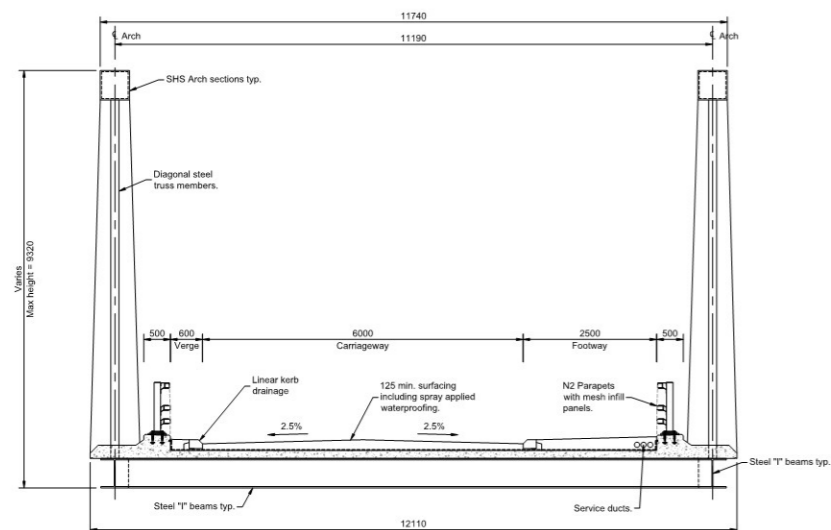 11740
℄ Arch
11190
℄ Arch
SHS Arch sections typ.
Diagonal steel
truss members.
Varies
Max height = 9320
500
600
6000
2500
500
Verge
Carriageway
Footway
Linear kerb
drainage
125 min. surfacing
including spray applied
waterproofing.
N2 Parapets
with mesh infill
panels.
2.5%
2.5%
Steel "I" beams typ.
Steel "I" beams typ.
Service ducts.
12110